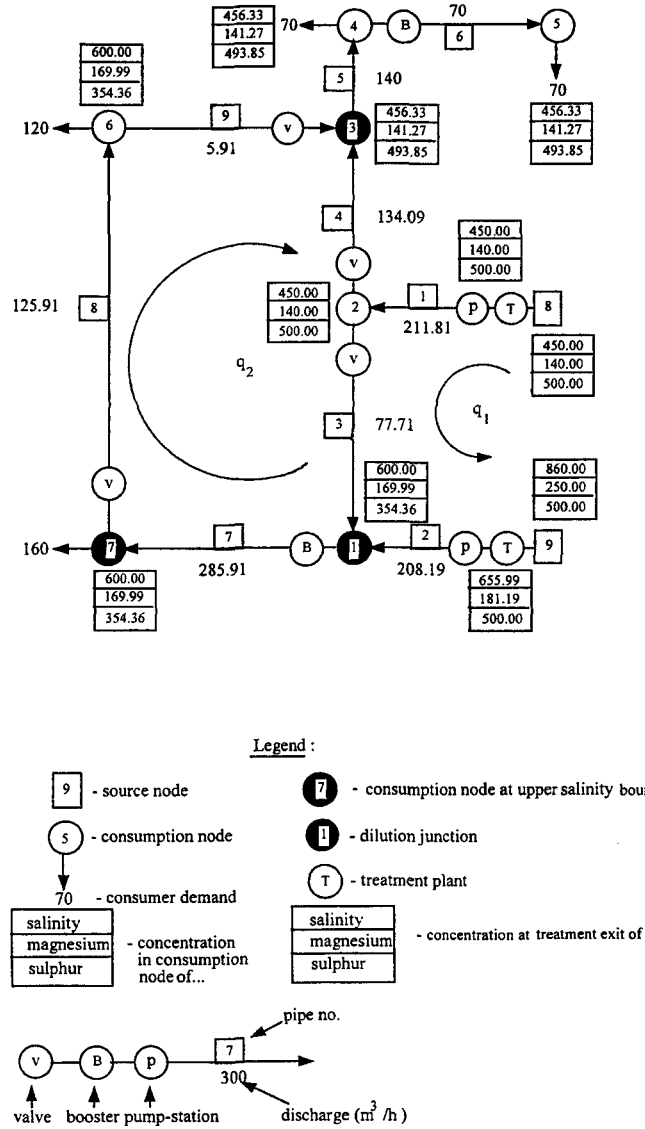 456.33
141.27
493.85
70
4
B
70
6
5
5
140
70
456.33
141.27
493.85
600.00
169.99
354.36
120
6
9
5.91
v
3
456.33
141.27
493.85
4
134.09
v
450.00
140.00
500.00
450.00
140.00
500.00
2
1
211.81
P
T
8
450.00
140.00
500.00
v
125.91
8
q2
q1
3
77.71
600.00
169.99
354.36
860.00
250.00
500.00
v
160
7
7
285.91
B
1
2
208.19
P
T
9
600.00
169.99
354.36
655.99
181.19
500.00
Legend :
9 - source node
7 - consumption node at upper salinity
5 - consumption node
1 - dilution junction
70 - consumer demand
T - treatment plant
salinity
magnesium
sulphur
- concentration
in consumption
node of...
salinity
magnesium
sulphur
- concentration at treatment exit of
pipe no.
v
B
P
7
300
valve
booster
pump-station
discharge (m³/h)